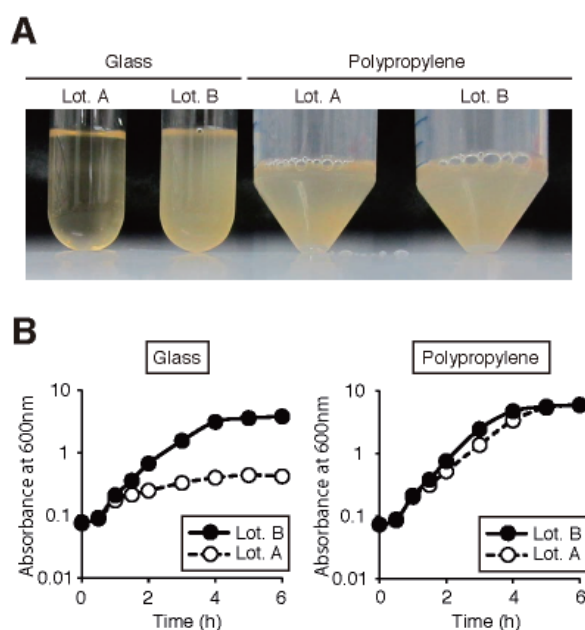 A
Glass Polypropylene
Lot. A Lot. B Lot. A Lot. B
B
Glass Polypropylene
Absorbance at 600nm
10
1
0.1
0.01
0 2 4 6
Time (h)
Lot. B
Lot. A
Absorbance at 600nm
10
1
0.1
0.01
0 2 4 6
Time (h)
Lot. B
Lot. A